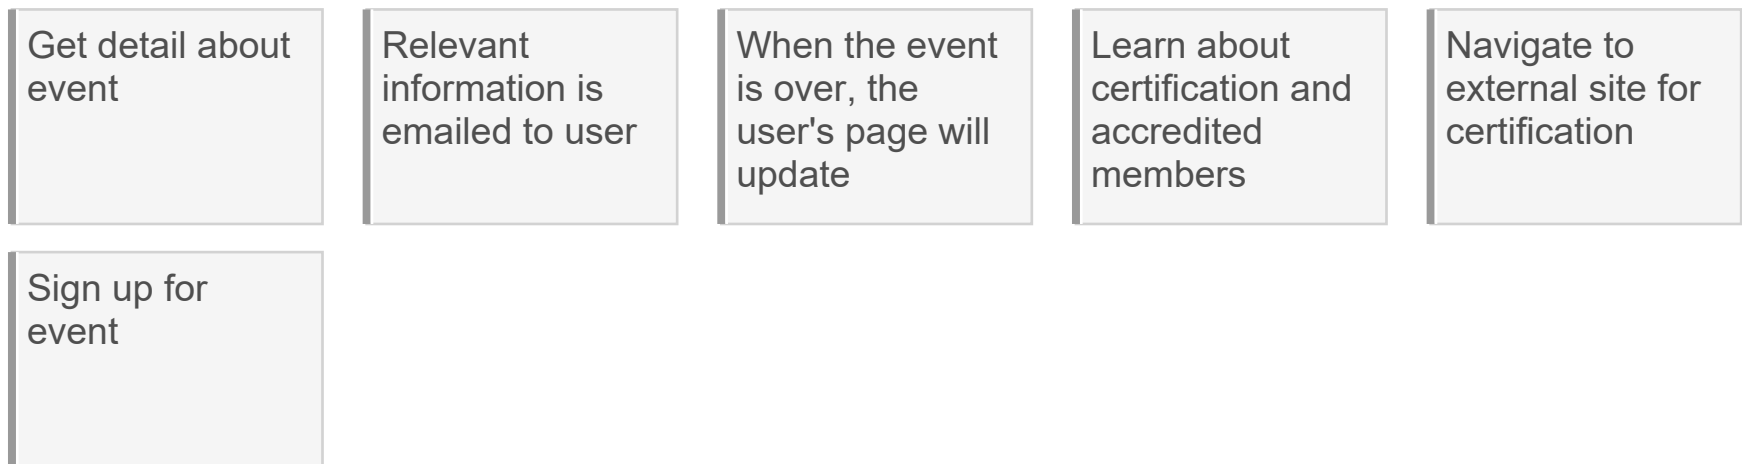 Get detail about
event
Relevant
information is
emailed to user
When the event
is over, the
user's page will
update
Learn about
certification and
accredited
members
Navigate to
external site for
certification
Sign up for
event